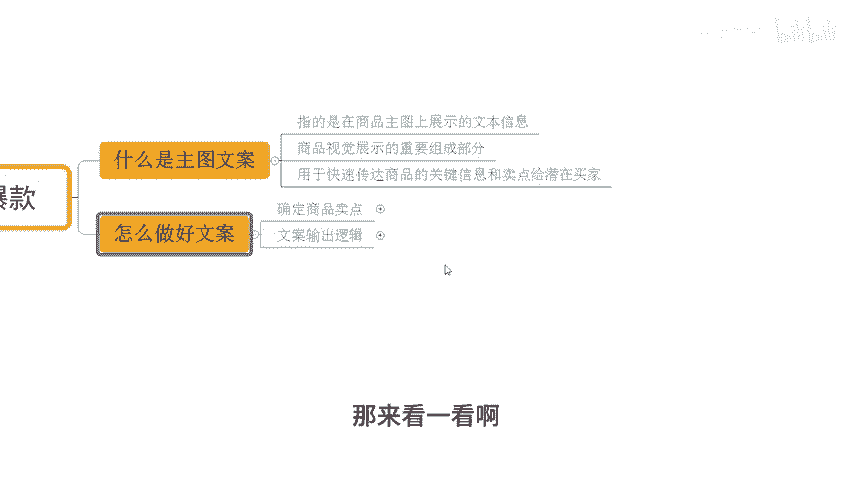 什么是主图文案
指的是在商品主图上展示的文本信息
商品视觉展示的重要组成部分
用于快速传达商品的关键信息和卖点给潜在买家
爆款
怎么做好文案
确定商品卖点
文案输出逻辑
那来看一看啊